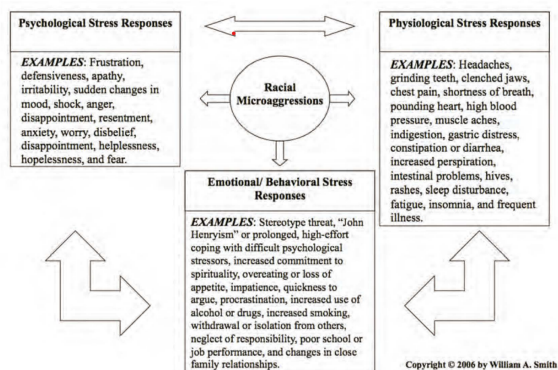 Psychological Stress Responses
EXAMPLES: Frustration,
defensiveness, apathy,
irritability, sudden changes in
mood, shock, anger,
disappointment, resentment,
anxiety, worry, disbelief,
disappointment, helplessness,
hopelessness, and fear.
Racial
Microaggressions
Physiological Stress Responses
EXAMPLES: Headaches,
grinding teeth, clenched jaws,
chest pain, shortness of breath,
pounding heart, high blood
pressure, muscle aches,
indigestion, gastric distress,
constipation or diarrhea,
increased perspiration,
intestinal problems, hives,
rashes, sleep disturbance,
fatigue, insomnia, and frequent
illness.
Emotional/ Behavioral Stress
Responses
EXAMPLES: Stereotype threat, “John
Henryism” or prolonged, high-effort
coping with difficult psychological
stressors, increased commitment to
spirituality, overeating or loss of
appetite, impatience, quickness to
argue, procrastination, increased use of
alcohol or drugs, increased smoking,
withdrawal or isolation from others,
neglect of responsibility, poor school or
job performance, and changes in close
family relationships.
Copyright © 2006 by William A. Smith